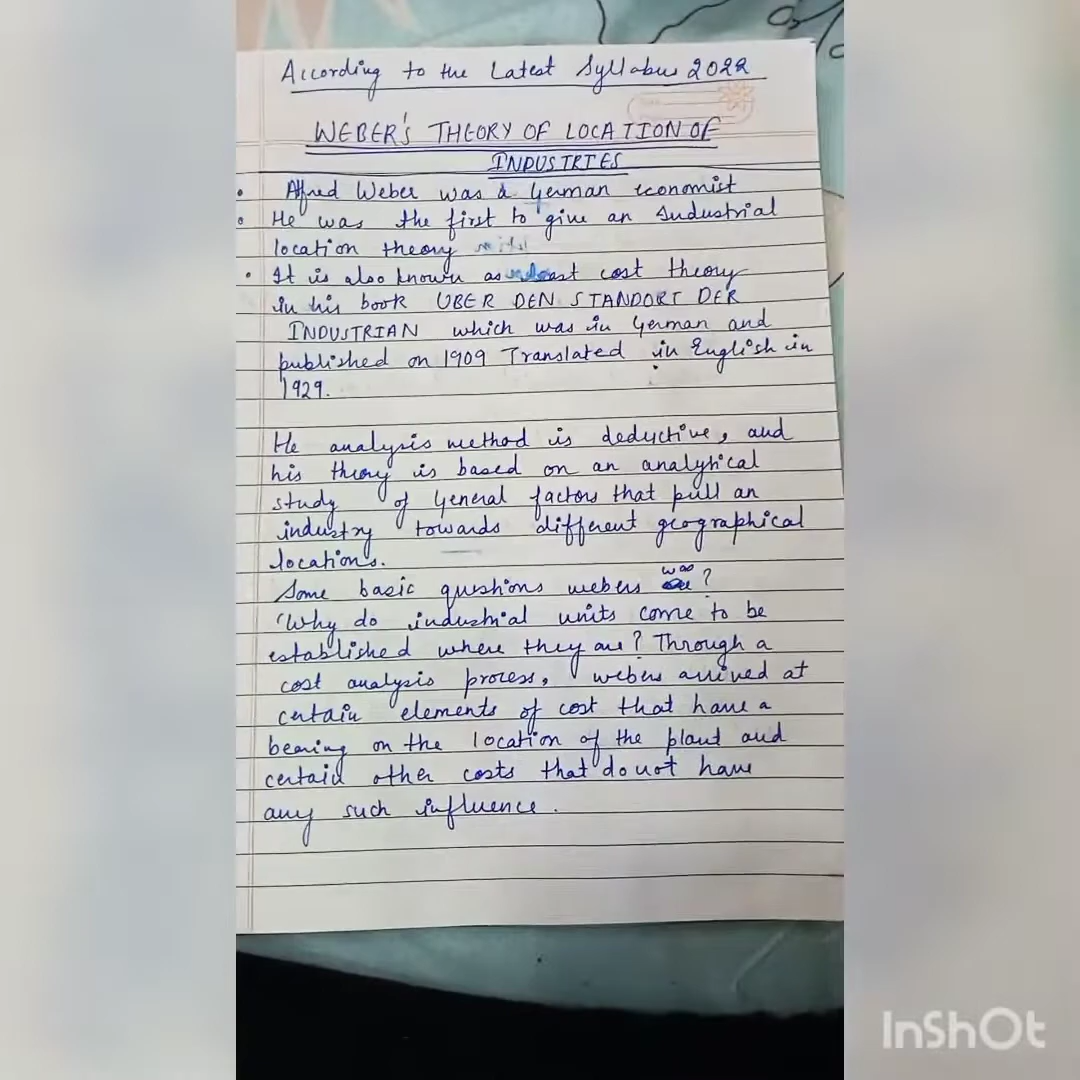 According to the Latest Syllabus 2022
WEBER'S THEORY OF LOCATION OF
INDUSTRIES
• Alfred Weber was a German economist
• He was the first to give an Industrial
location theory
• It is also known as least cost theory
in his book UBER DEN STANDORT DER
INDUSTRIAN which was in German and
published on 1909 Translated in English in
1929.
He analysis method is deductive, and
his theory is based on an analytical
study of General factors that pull an
industry towards different geographical
locations.
Some basic questions webers was ?
'Why do industrial units come to be
established where they are? Through a
cost analysis process, webers arrived at
certain elements of cost that have a
bearing on the location of the plant and
certain other costs that do not have
any such influence.
InShOt